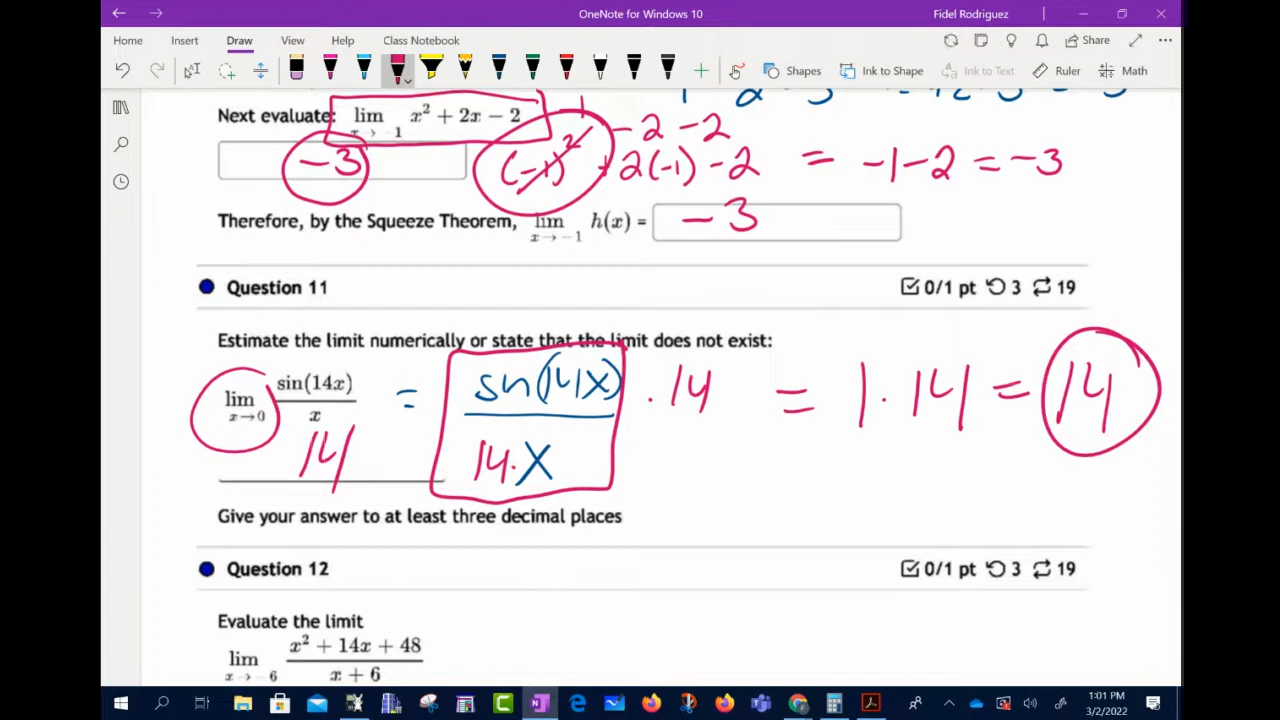 OneNote for Windows 10
Fidel Rodriguez
Home Insert Draw View Help Class Notebook
Share
Shapes Ink to Shape Ink to Text Ruler Math
Next evaluate: lim x→ −1 x² + 2x − 2
1 −2 −2
−3 (−1)² +2(−1) −2 = −1−2 = −3
Therefore, by the Squeeze Theorem, lim x→ −1 h(x) = −3
Question 11 0/1 pt 3 19
Estimate the limit numerically or state that the limit does not exist:
lim x→0 sin(14x)/x = sn(14x)/14·x · 14 = 1·14 = 14
14
Give your answer to at least three decimal places
Question 12 0/1 pt 3 19
Evaluate the limit
lim x→ −6 x² + 14x + 48 / x + 6
1:01 PM
3/2/2022